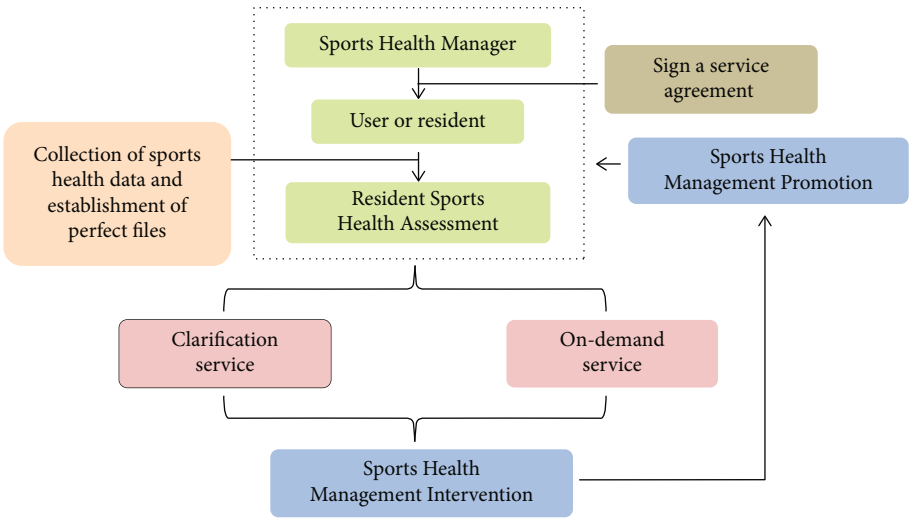 Sports Health Manager
Sign a service
agreement
User or resident
Collection of sports
health data and
establishment of
perfect files
Sports Health
Management Promotion
Resident Sports
Health Assessment
Clarification
service
On-demand
service
Sports Health
Management Intervention